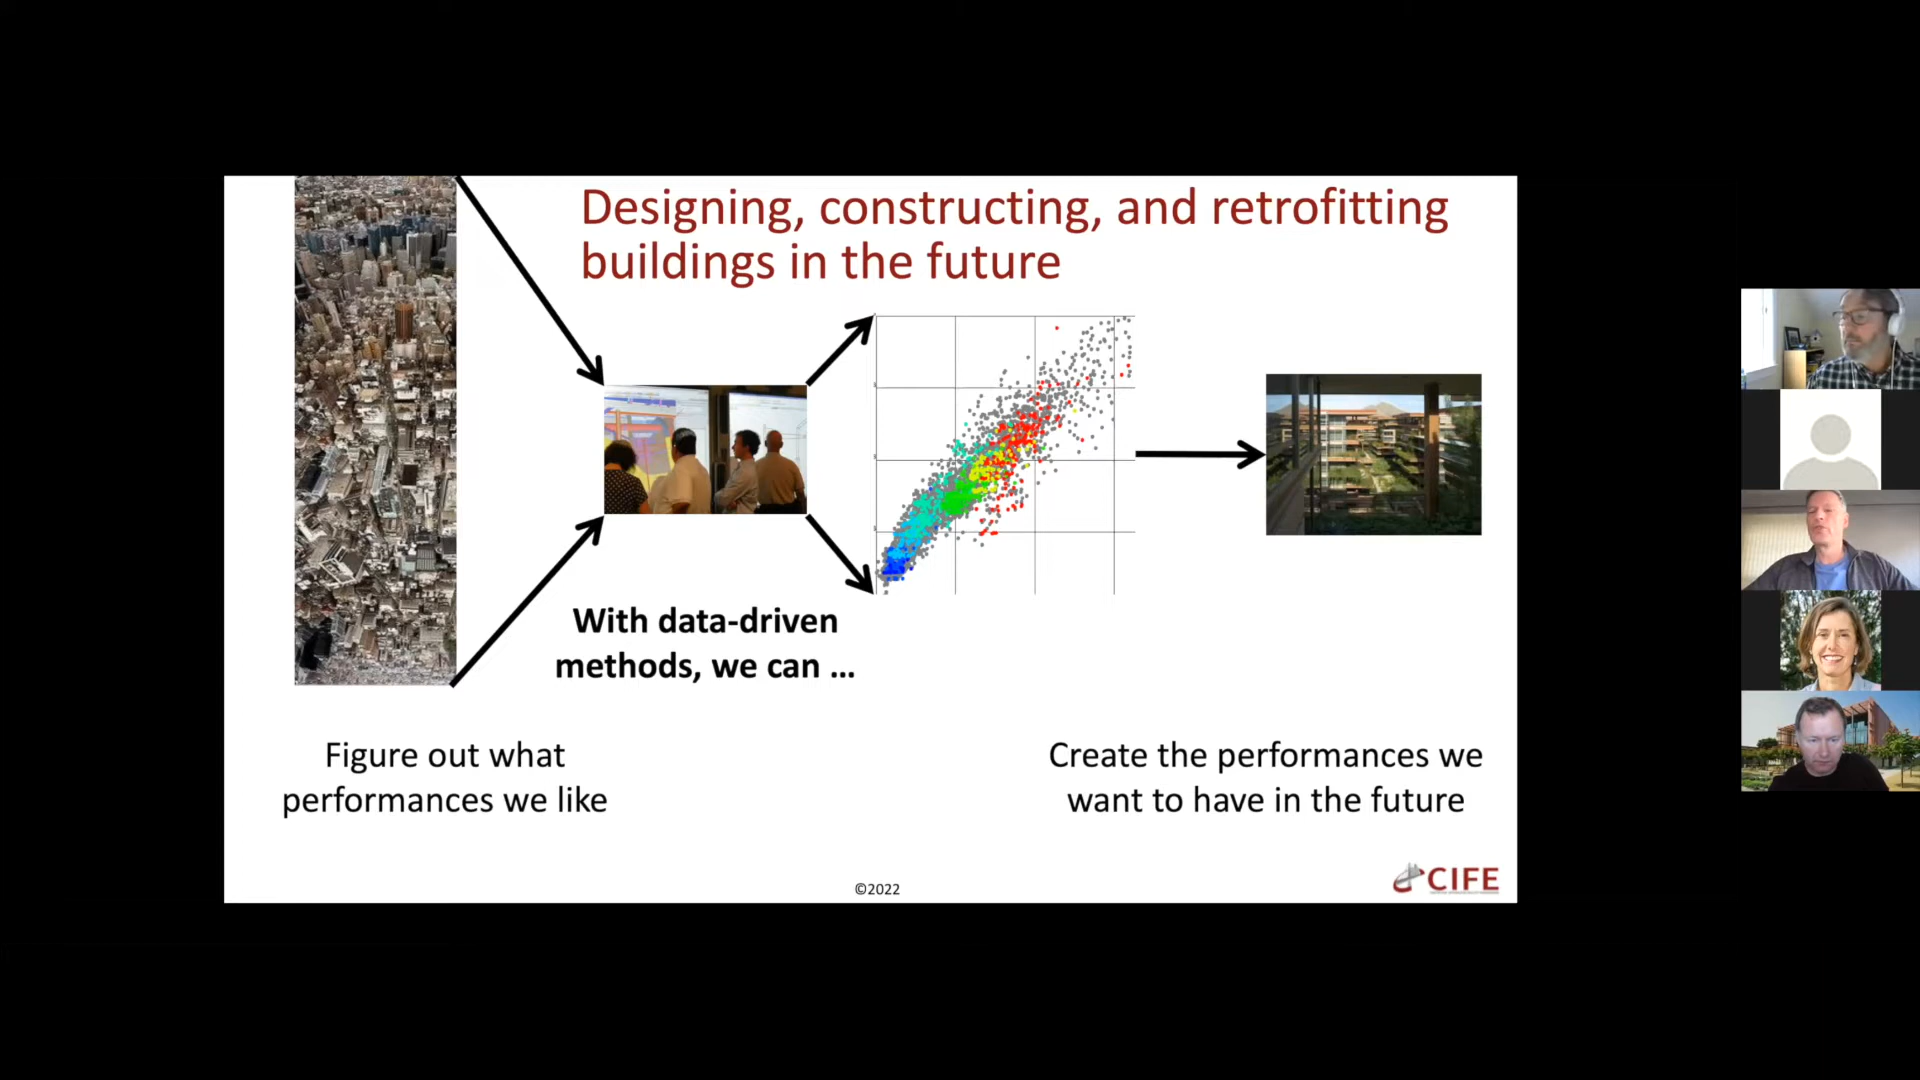 Designing, constructing, and retrofitting
buildings in the future
With data-driven
methods, we can ...
Figure out what
performances we like
Create the performances we
want to have in the future
©2022
CIFE